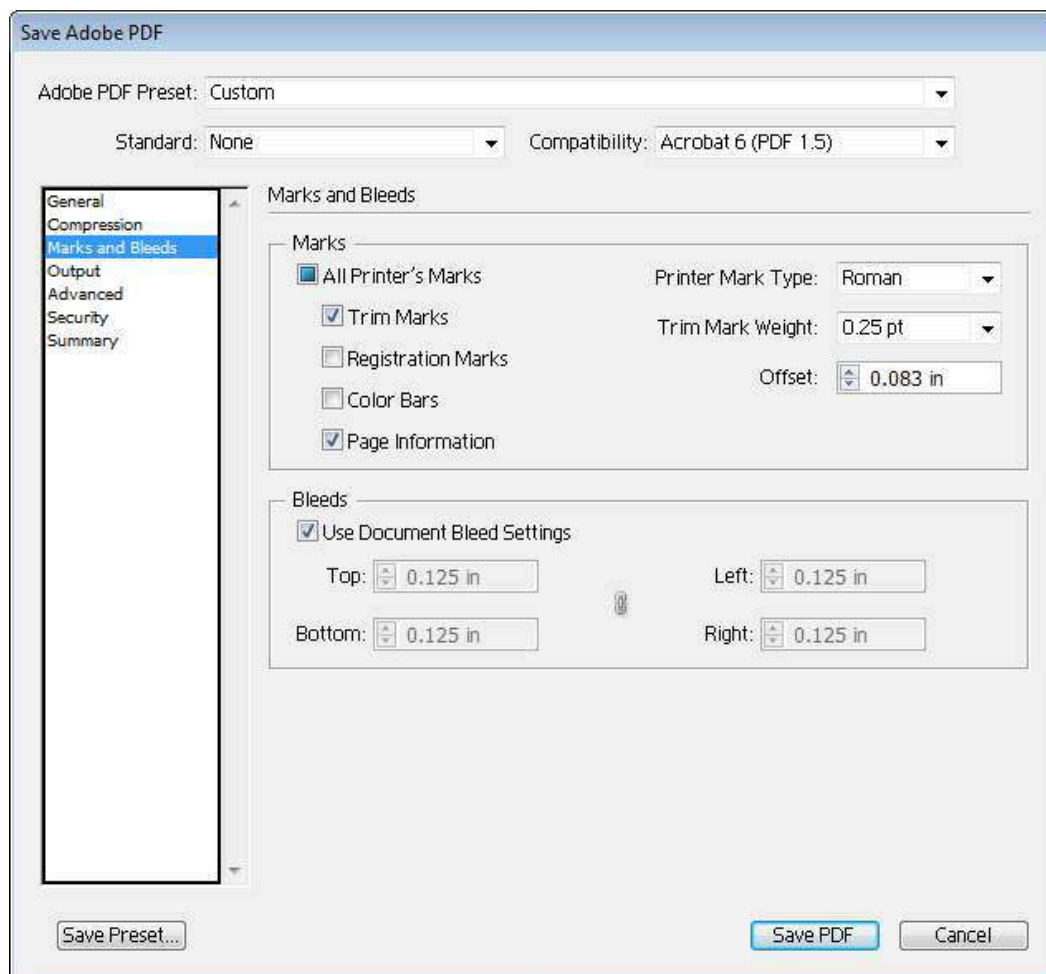 Save Adobe PDF
Adobe PDF Preset: Custom
Standard: None Compatibility: Acrobat 6 (PDF 1.5)
General
Compression
Marks and Bleeds
Output
Advanced
Security
Summary
Marks and Bleeds
Marks
All Printer's Marks
Trim Marks
Registration Marks
Color Bars
Page Information
Printer Mark Type: Roman
Trim Mark Weight: 0.25 pt
Offset: 0.083 in
Bleeds
Use Document Bleed Settings
Top: 0.125 in Left: 0.125 in
Bottom: 0.125 in Right: 0.125 in
Save Preset... Save PDF Cancel